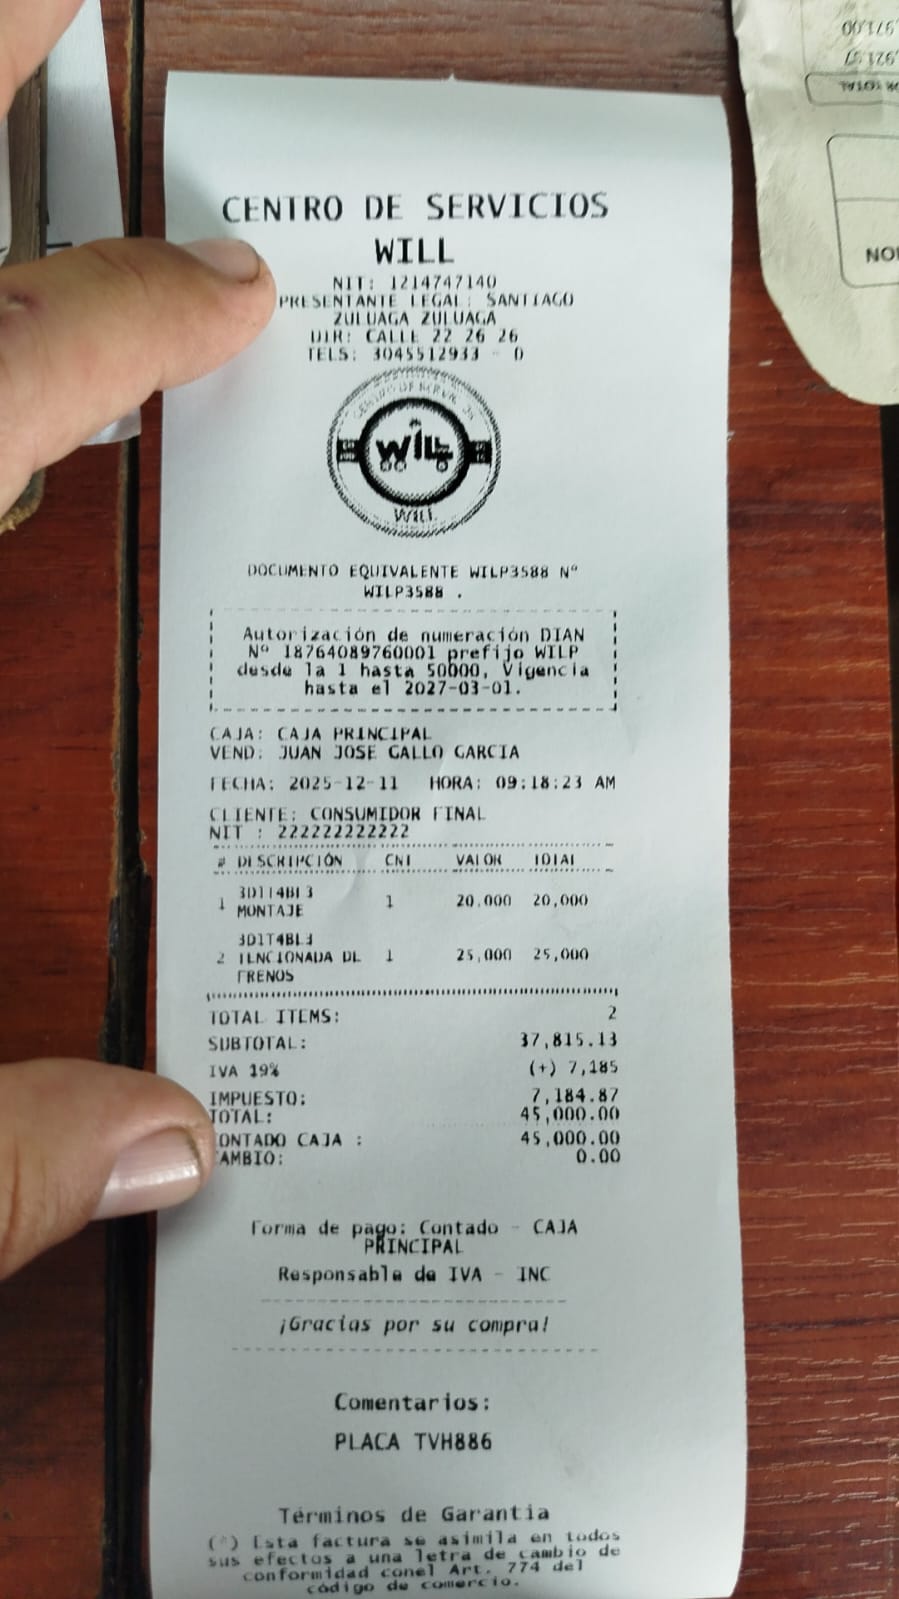 CENTRO DE SERVICIOS
WILL
NIT: 1214747140
PRESENTANTE LEGAL: SANTIAGO
ZULUAGA ZULUAGA
DIR: CALLE 22 26 26
TELS: 3045512933 - 0
WILL
WILL
DOCUMENTO EQUIVALENTE WILP3588 Nº
WILP3588 .
Autorización de numeración DIAN
Nº 18764089760001 prefijo WILP
desde la 1 hasta 50000, Vigencia
hasta el 2027-03-01.
CAJA: CAJA PRINCIPAL
VEND: JUAN JOSE GALLO GARCIA
FECHA: 2025-12-11 HORA: 09:18:23 AM
CLIENTE: CONSUMIDOR FINAL
NIT : 222222222222
# DESCRIPCIÓN CNT VALOR TOTAL
3D1T4BL3
1 MONTAJE 1 20,000 20,000
3D1T4BL3
2 TENCIONADA DE 1 25,000 25,000
FRENOS
TOTAL ITEMS: 2
SUBTOTAL: 37,815.13
IVA 19% (+) 7,185
IMPUESTO: 7,184.87
TOTAL: 45,000.00
CONTADO CAJA : 45,000.00
CAMBIO: 0.00
Forma de pago: Contado - CAJA
PRINCIPAL
Responsable de IVA - INC
¡Gracias por su compra!
Comentarios:
PLACA TVH886
Términos de Garantia
(*) Esta factura se asimila en todos
sus efectos a una letra de cambio de
conformidad conel Art. 774 del
código de comercio.
971.00
921.97
TOTAL